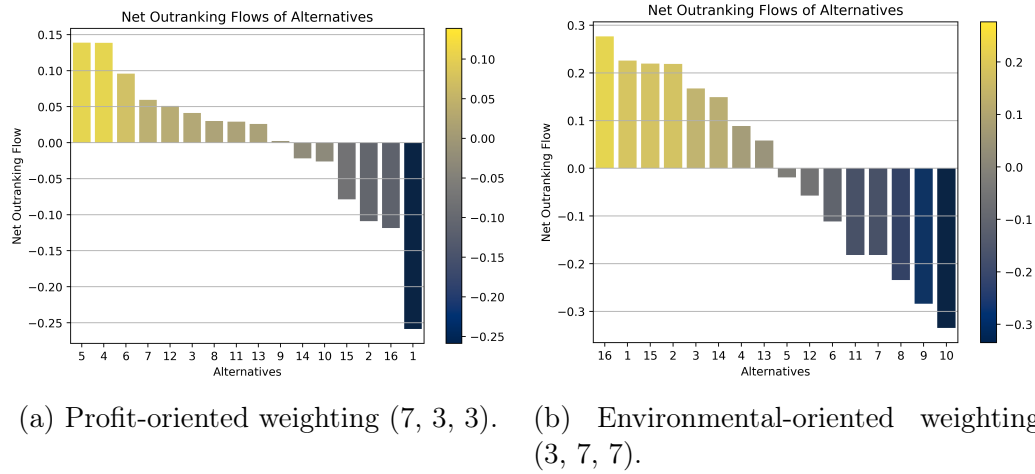 Net Outranking Flows of Alternatives
0.15
0.10
0.05
0.00
−0.05
−0.10
−0.15
−0.20
−0.25
Net Outranking Flow
5 4 6 7 12 3 8 11 13 9 14 10 15 2 16 1
Alternatives
0.10
0.05
0.00
−0.05
−0.10
−0.15
−0.20
−0.25
(a) Profit-oriented weighting (7, 3, 3).
Net Outranking Flows of Alternatives
0.3
0.2
0.1
0.0
−0.1
−0.2
−0.3
Net Outranking Flow
16 1 15 2 3 14 4 13 5 12 6 11 7 8 9 10
Alternatives
0.2
0.1
0.0
−0.1
−0.2
−0.3
(b) Environmental-oriented weighting
(3, 7, 7).